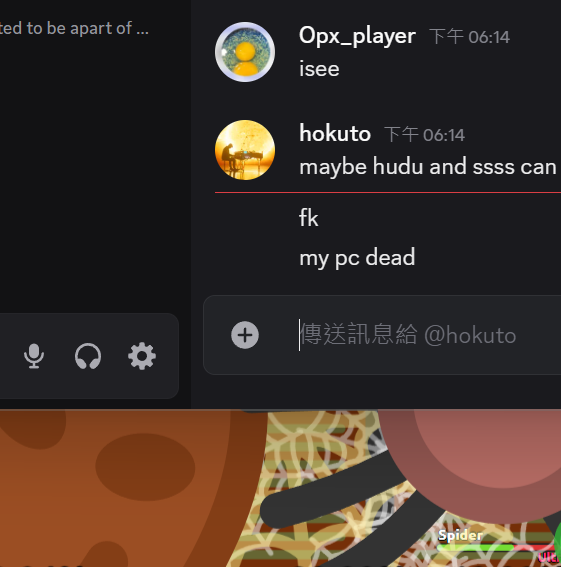 ted to be apart of ...
Opx_player 下午 06:14
isee
hokuto 下午 06:14
maybe hudu and ssss can
fk
my pc dead
傳送訊息給 @hokuto
Spider